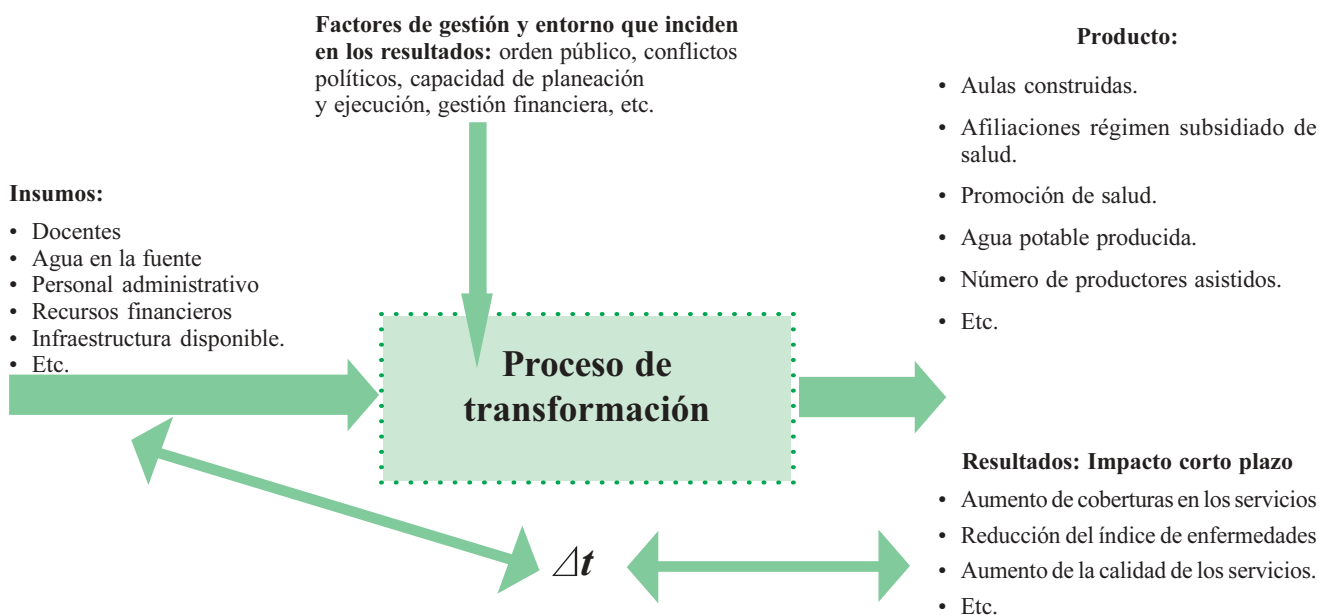 Factores de gestión y entorno que inciden
en los resultados: orden público, conflictos
políticos, capacidad de planeación
y ejecución, gestión financiera, etc.
Producto:
• Aulas construidas.
• Afiliaciones régimen subsidiado de
salud.
• Promoción de salud.
• Agua potable producida.
• Número de productores asistidos.
• Etc.
Insumos:
• Docentes
• Agua en la fuente
• Personal administrativo
• Recursos financieros
• Infraestructura disponible.
• Etc.
Proceso de
transformación
Resultados: Impacto corto plazo
• Aumento de coberturas en los servicios
• Reducción del índice de enfermedades
• Aumento de la calidad de los servicios.
• Etc.
Δt